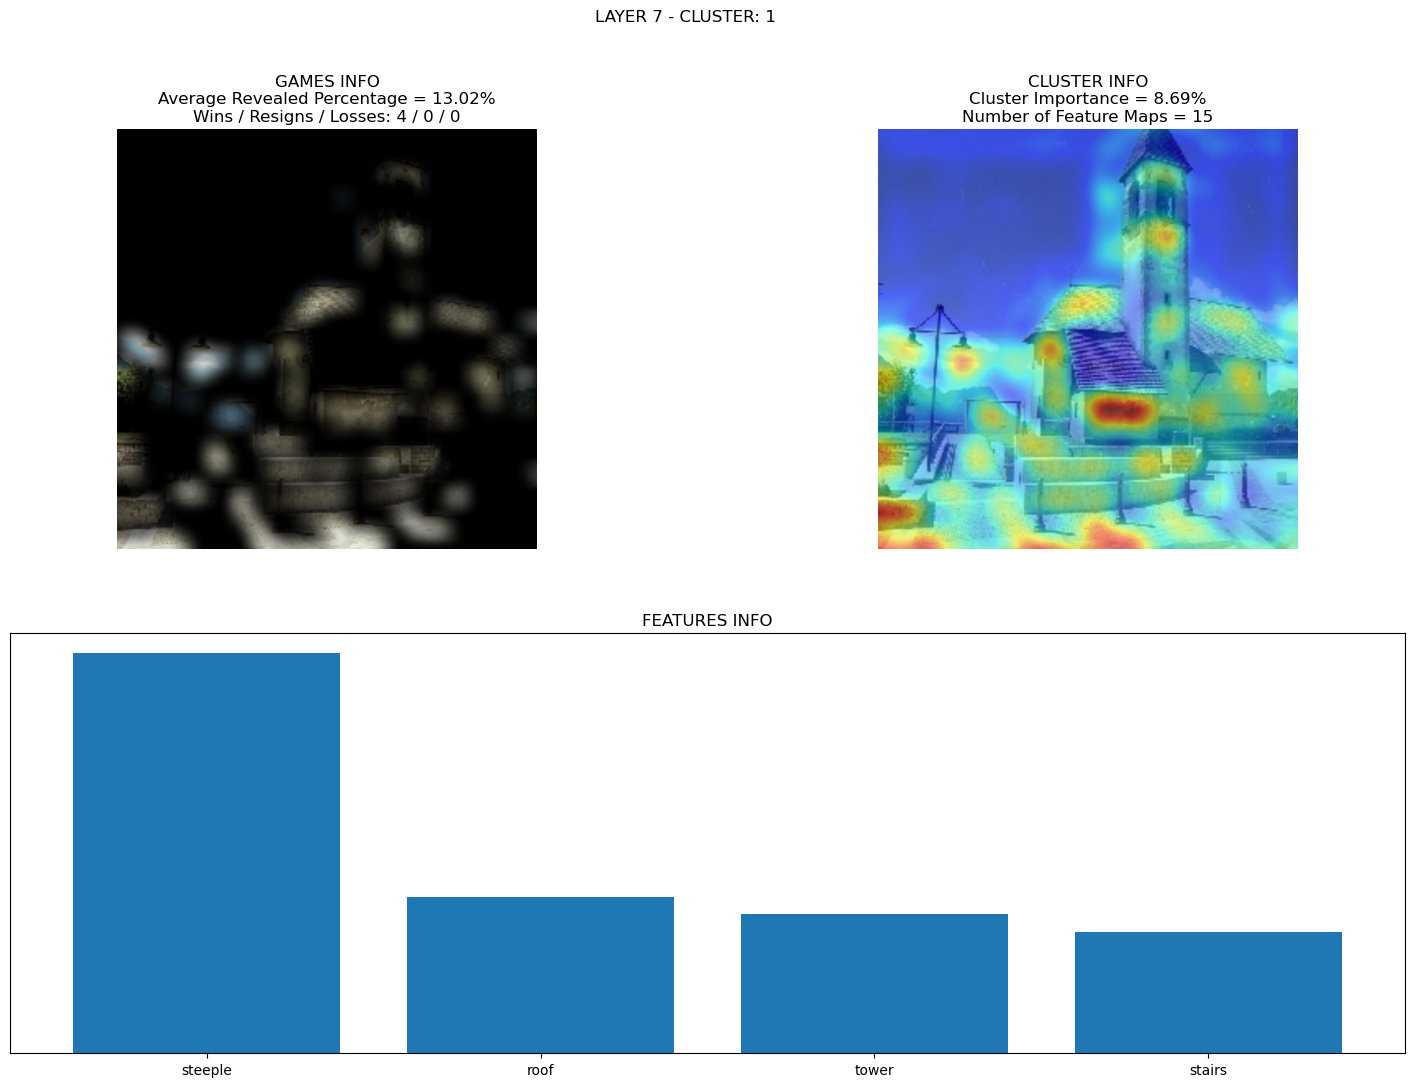 LAYER 7 - CLUSTER: 1
GAMES INFO
Average Revealed Percentage = 13.02%
Wins / Resigns / Losses: 4 / 0 / 0
CLUSTER INFO
Cluster Importance = 8.69%
Number of Feature Maps = 15
FEATURES INFO
steeple
roof
tower
stairs